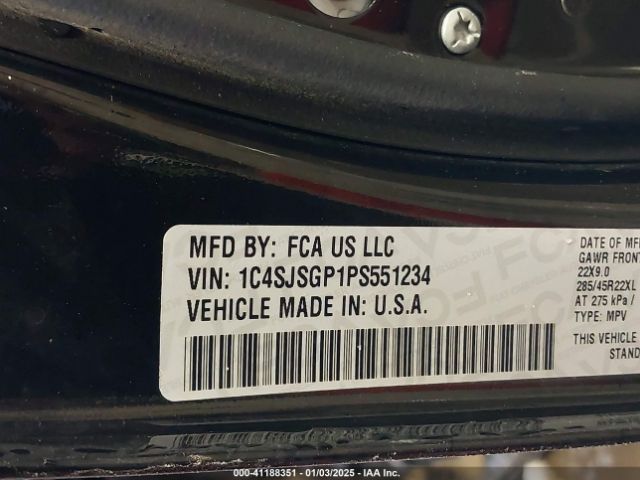 MFD BY: FCA US LLC
VIN: 1C4SJSGP1PS551234
VEHICLE MADE IN: U.S.A.
DATE OF MF
GAWR FRONT
22X9.0
285/45R22XL
AT 275 kPa /
TYPE: MPV
THIS VEHICLE
STAND
00-41188351 | 01/03/2025 - IAA Inc.